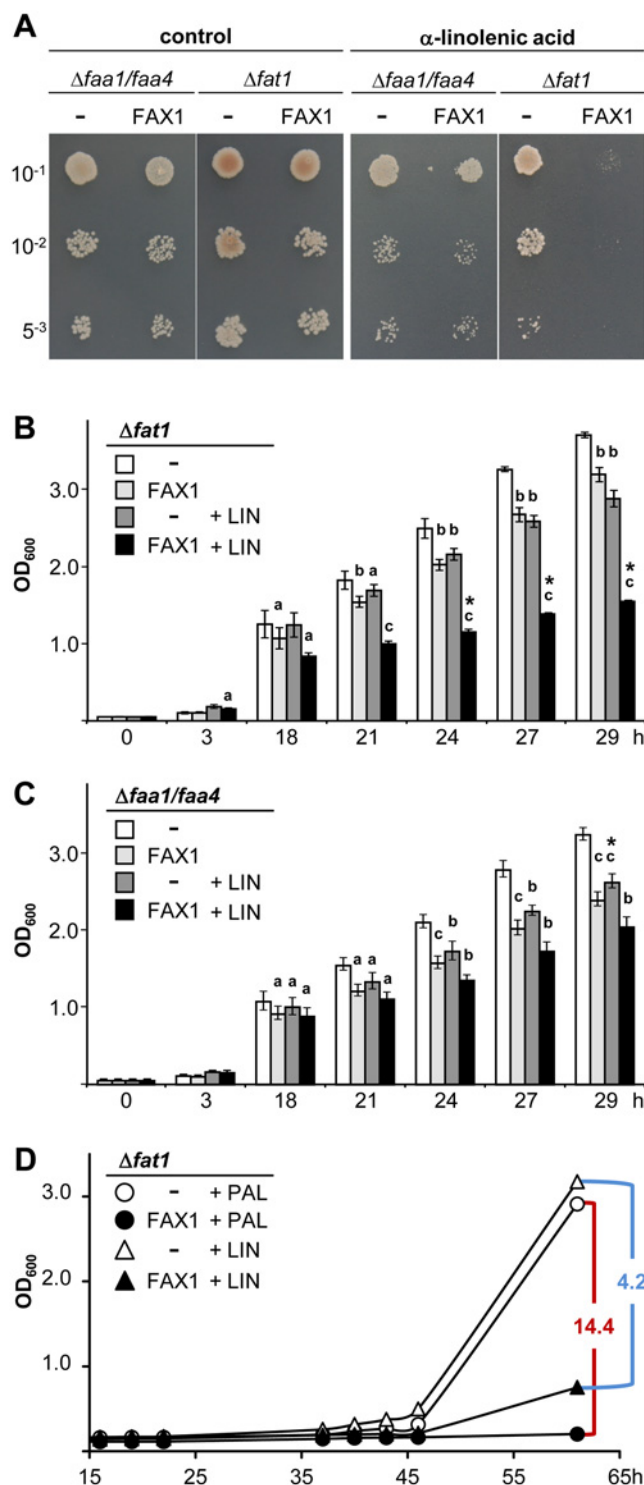 A
control α-linolenic acid
Δfaa1/faa4 Δfat1 Δfaa1/faa4 Δfat1
- FAX1 - FAX1 - FAX1 - FAX1
10-1
10-2
5-3
B
Δfat1
-
FAX1
- + LIN
FAX1 + LIN
OD600
3.0
2.0
1.0
a
a a
b a c
b b * c
b b * c
b b * c
0 3 18 21 24 27 29 h
C
Δfaa1/faa4
-
FAX1
- + LIN
FAX1 + LIN
OD600
3.0
2.0
1.0
a a a
a a a
c b b
c b b
c * c b
0 3 18 21 24 27 29 h
D
Δfat1
- + PAL
FAX1 + PAL
- + LIN
FAX1 + LIN
OD600
3.0
2.0
1.0
4.2
14.4
15 25 35 45 55 65h